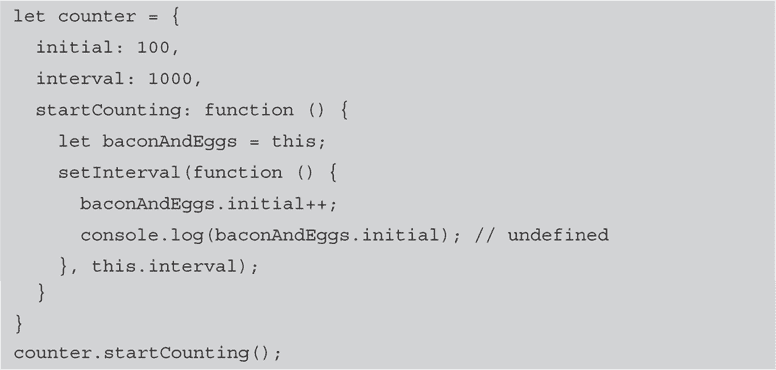 let counter = {
  initial: 100,
  interval: 1000,
  startCounting: function () {
    let baconAndEggs = this;
    setInterval(function () {
      baconAndEggs.initial++;
      console.log(baconAndEggs.initial); // undefined
    }, this.interval);
  }
}
counter.startCounting();